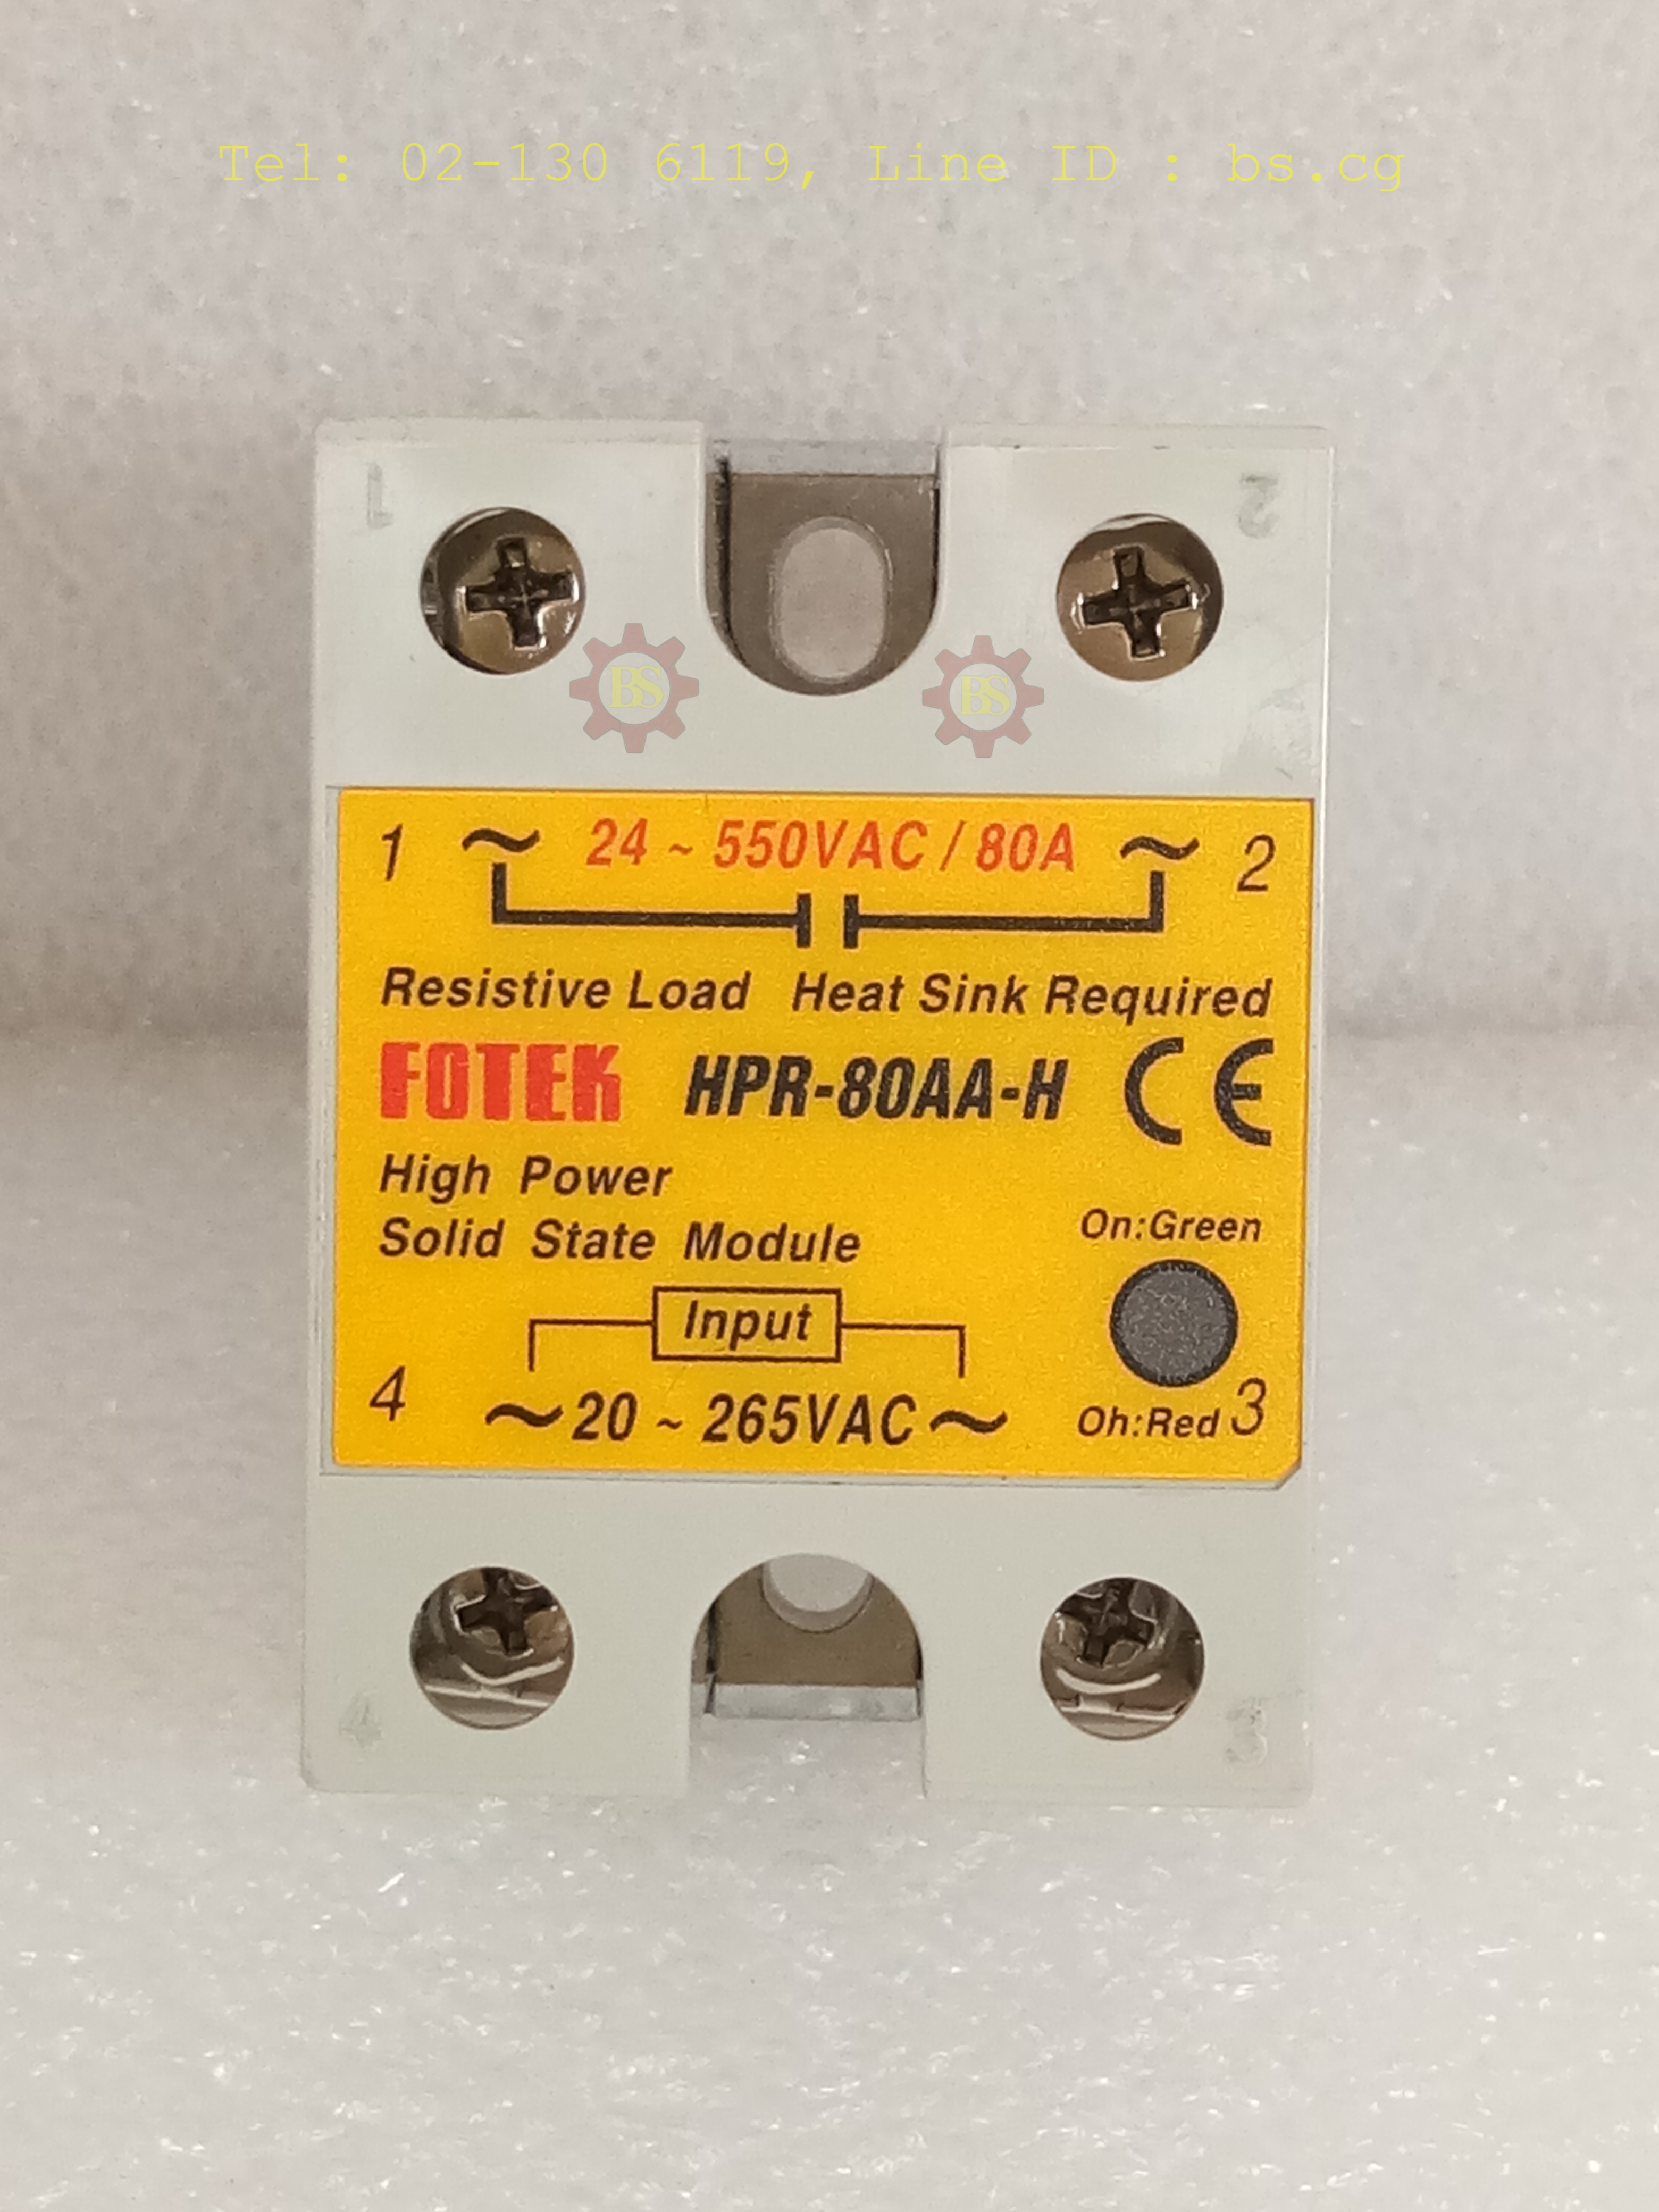 Tel: 02-130 6119, Line ID : bs.cg
1 2
BS BS
1 ~ 24 ~ 550VAC / 80A ~ 2
Resistive Load Heat Sink Required
FOTEK HPR-80AA-H CE
High Power
Solid State Module
On:Green
Input
4 ~ 20 ~ 265VAC ~ Oh:Red 3
4 3